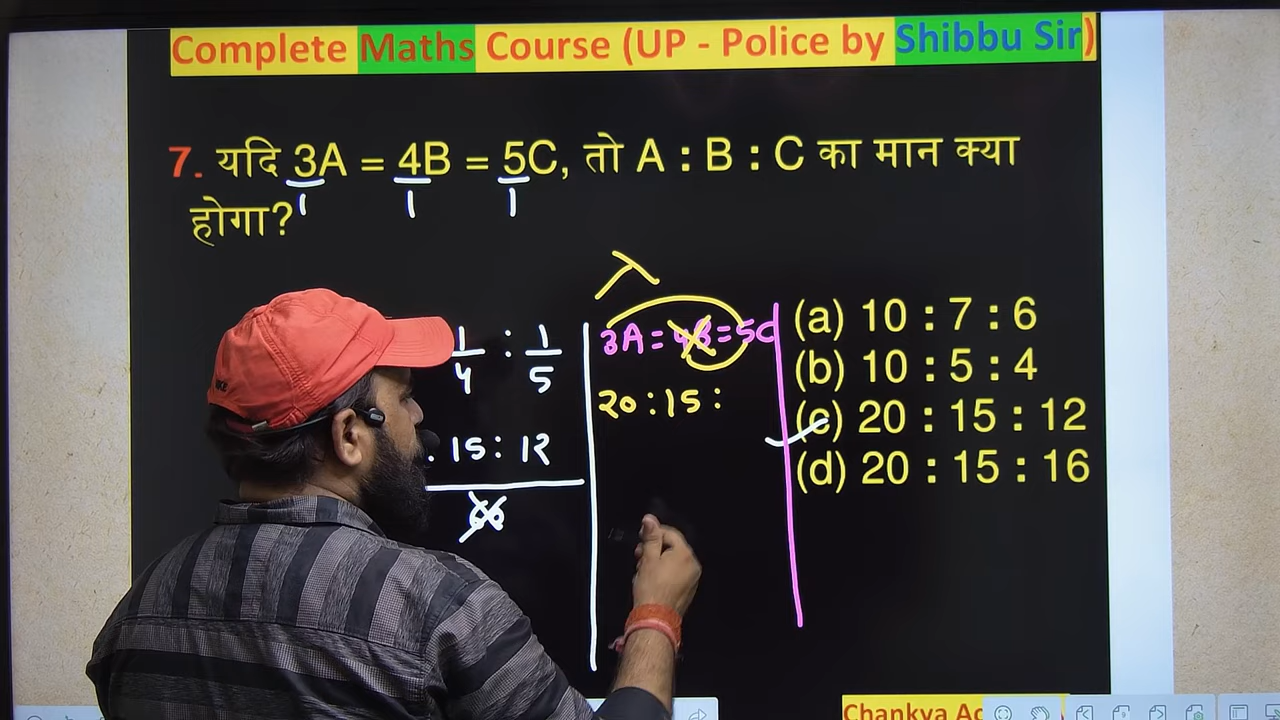 Complete Maths Course (UP - Police by Shibbu Sir)
7. यदि 3A = 4B = 5C, तो A : B : C का मान क्या
1 1 1
होगा?
1/4 : 1/5
15 : 12
3A = 4B = 5C
20 : 15 :
(a) 10 : 7 : 6
(b) 10 : 5 : 4
(c) 20 : 15 : 12
(d) 20 : 15 : 16
Chankya